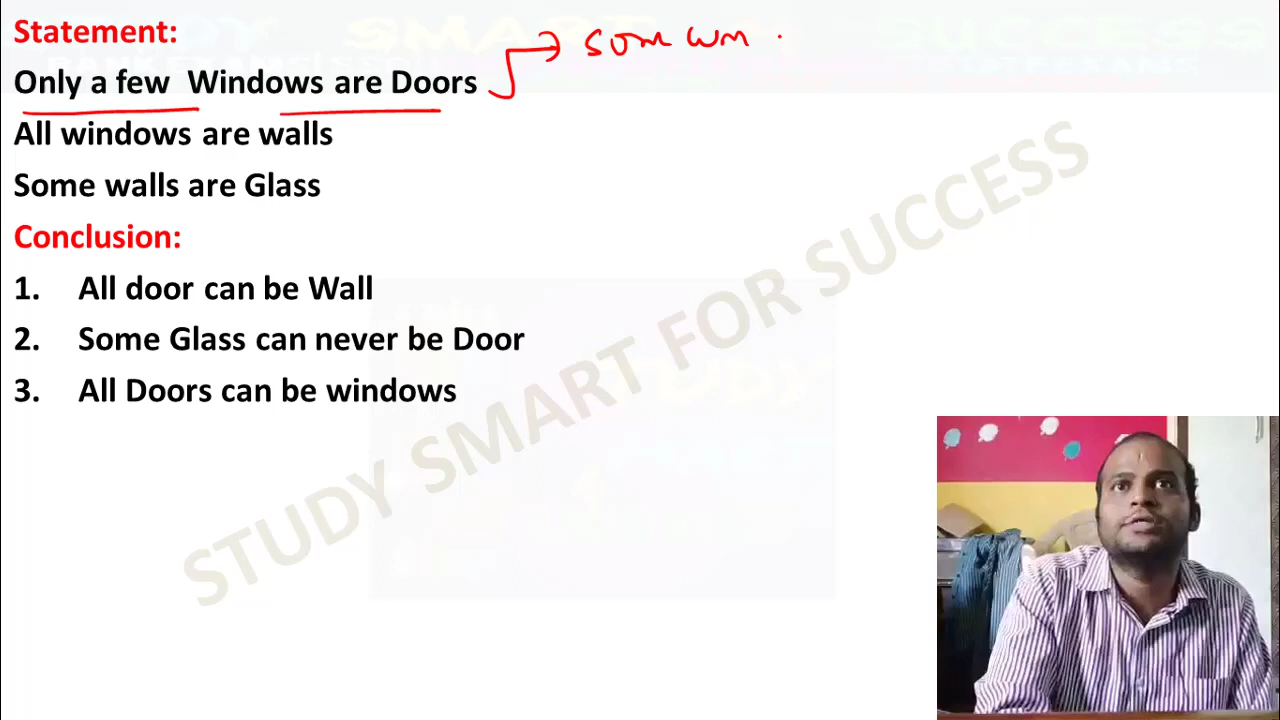 Statement:
some win .
Only a few Windows are Doors
All windows are walls
Some walls are Glass
Conclusion:
1. All door can be Wall
2. Some Glass can never be Door
3. All Doors can be windows
STUDY SMART FOR SUCCESS